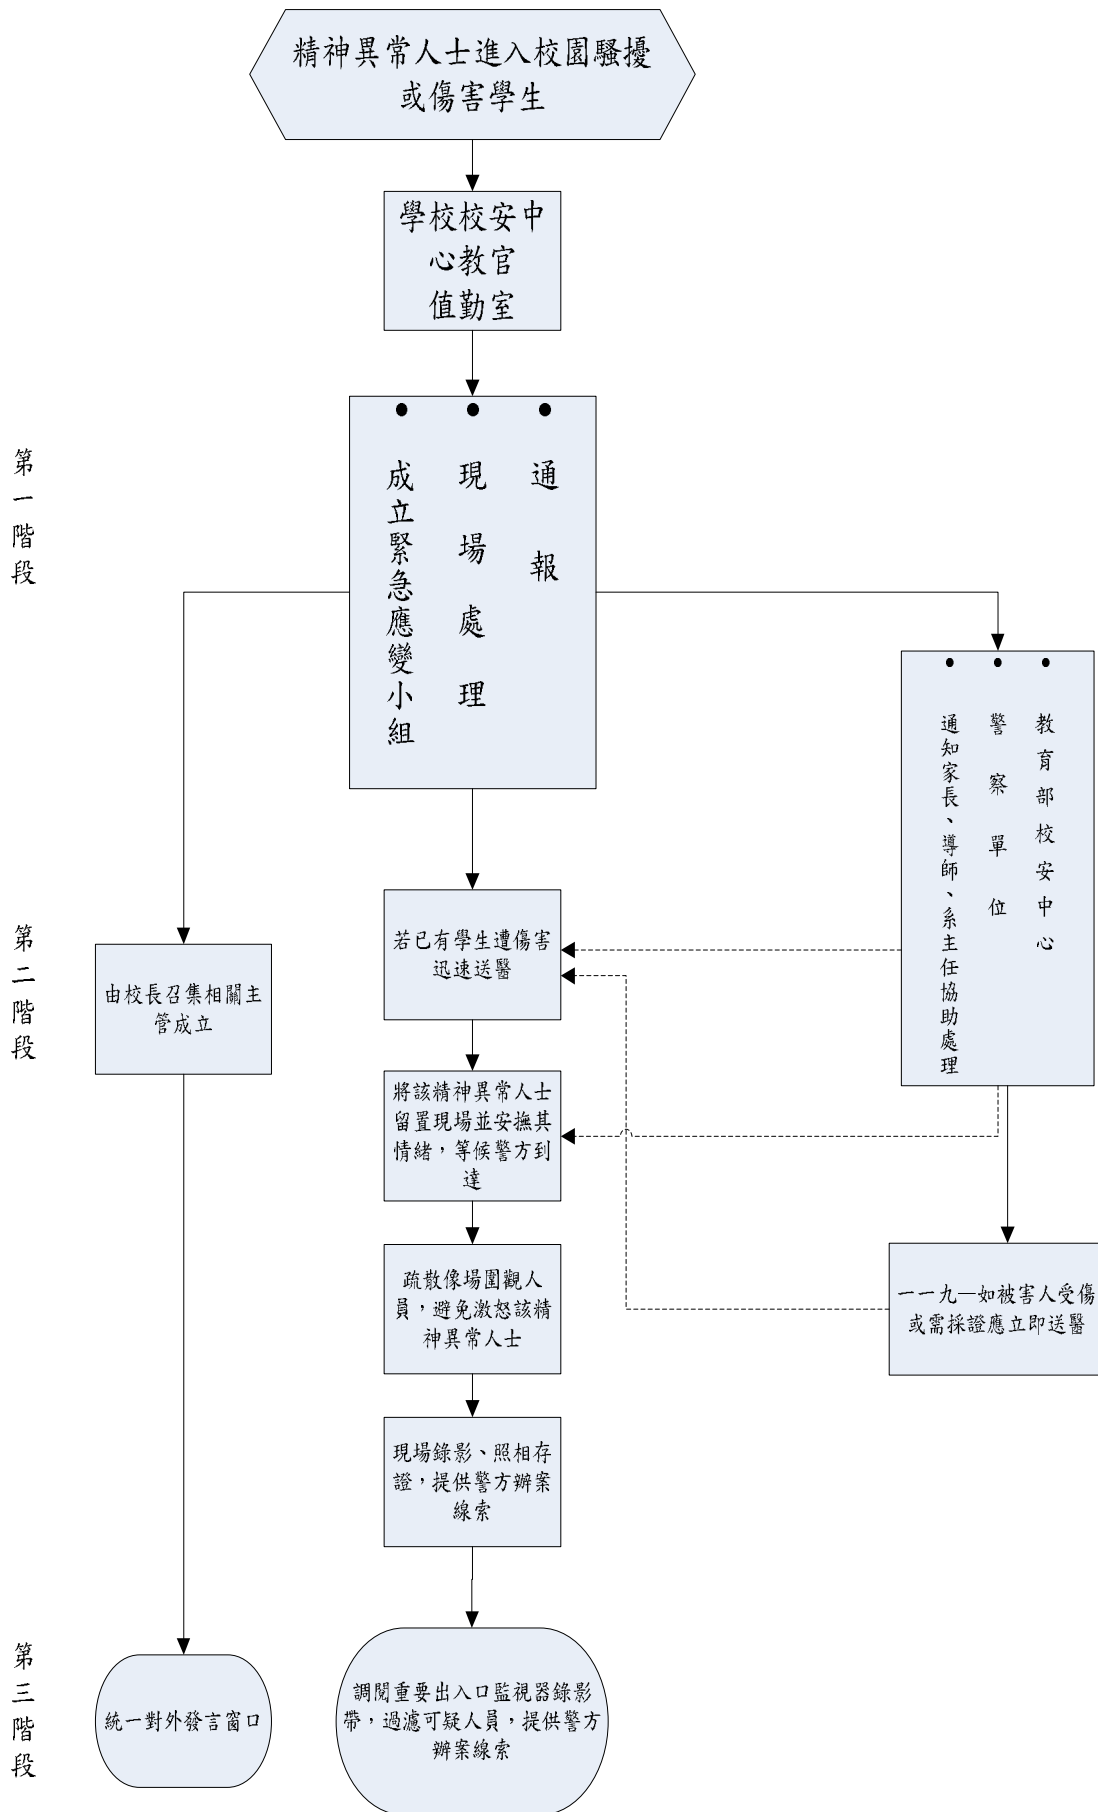 精神異常人士進入校園騷擾
或傷害學生
學校校安中
心教官
值勤室
第一階段
● 通報
● 現場處理
● 成立緊急應變小組
● 教育部校安中心
● 警察單位
● 通知家長、導師、系主任協助處理
第二階段
由校長召集相關主
管成立
若已有學生遭傷害
迅速送醫
將該精神異常人士
留置現場並安撫其
情緒，等候警方到
達
疏散像場圍觀人
員，避免激怒該精
神異常人士
一一九—如被害人受傷
或需採證應立即送醫
現場錄影、照相存
證，提供警方辦案
線索
第三階段
統一對外發言窗口
調閱重要出入口監視器錄影
帶，過濾可疑人員，提供警方
辦案線索